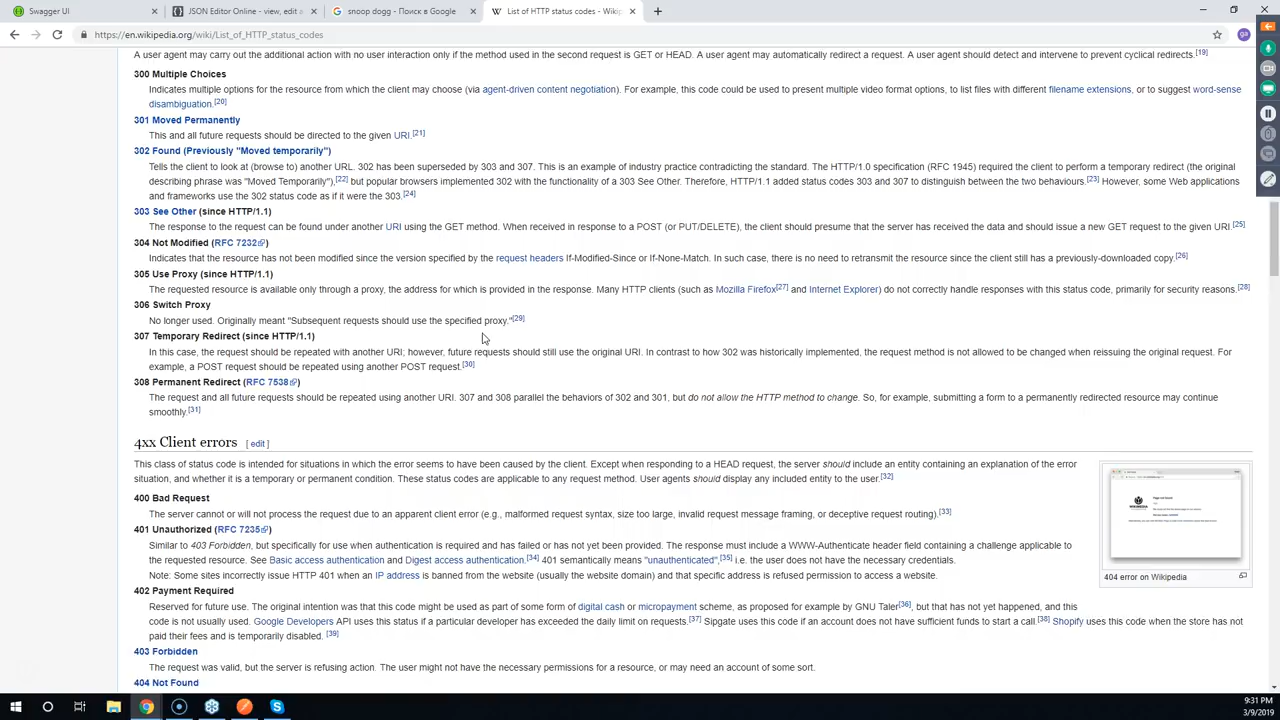 Swagger UI
JSON Editor Online - view, edit a
snoop dogg - Поиск в Google
List of HTTP status codes - Wikip
https://en.wikipedia.org/wiki/List_of_HTTP_status_codes
ga
A user agent may carry out the additional action with no user interaction only if the method used in the second request is GET or HEAD. A user agent may automatically redirect a request. A user agent should detect and intervene to prevent cyclical redirects.[19]
300 Multiple Choices
Indicates multiple options for the resource from which the client may choose (via agent-driven content negotiation). For example, this code could be used to present multiple video format options, to list files with different filename extensions, or to suggest word-sense
disambiguation.[20]
301 Moved Permanently
This and all future requests should be directed to the given URI.[21]
302 Found (Previously "Moved temporarily")
Tells the client to look at (browse to) another URL. 302 has been superseded by 303 and 307. This is an example of industry practice contradicting the standard. The HTTP/1.0 specification (RFC 1945) required the client to perform a temporary redirect (the original
describing phrase was "Moved Temporarily"),[22] but popular browsers implemented 302 with the functionality of a 303 See Other. Therefore, HTTP/1.1 added status codes 303 and 307 to distinguish between the two behaviours.[23] However, some Web applications
and frameworks use the 302 status code as if it were the 303.[24]
303 See Other (since HTTP/1.1)
The response to the request can be found under another URI using the GET method. When received in response to a POST (or PUT/DELETE), the client should presume that the server has received the data and should issue a new GET request to the given URI.[25]
304 Not Modified (RFC 7232)
Indicates that the resource has not been modified since the version specified by the request headers If-Modified-Since or If-None-Match. In such case, there is no need to retransmit the resource since the client still has a previously-downloaded copy.[26]
305 Use Proxy (since HTTP/1.1)
The requested resource is available only through a proxy, the address for which is provided in the response. Many HTTP clients (such as Mozilla Firefox[27] and Internet Explorer) do not correctly handle responses with this status code, primarily for security reasons.[28]
306 Switch Proxy
No longer used. Originally meant "Subsequent requests should use the specified proxy."[29]
307 Temporary Redirect (since HTTP/1.1)
In this case, the request should be repeated with another URI; however, future requests should still use the original URI. In contrast to how 302 was historically implemented, the request method is not allowed to be changed when reissuing the original request. For
example, a POST request should be repeated using another POST request.[30]
308 Permanent Redirect (RFC 7538)
The request and all future requests should be repeated using another URI. 307 and 308 parallel the behaviors of 302 and 301, but do not allow the HTTP method to change. So, for example, submitting a form to a permanently redirected resource may continue
smoothly.[31]
4xx Client errors [ edit ]
This class of status code is intended for situations in which the error seems to have been caused by the client. Except when responding to a HEAD request, the server should include an entity containing an explanation of the error
situation, and whether it is a temporary or permanent condition. These status codes are applicable to any request method. User agents should display any included entity to the user.[32]
400 Bad Request
The server cannot or will not process the request due to an apparent client error (e.g., malformed request syntax, size too large, invalid request message framing, or deceptive request routing).[33]
401 Unauthorized (RFC 7235)
Similar to 403 Forbidden, but specifically for use when authentication is required and has failed or has not yet been provided. The response must include a WWW-Authenticate header field containing a challenge applicable to
the requested resource. See Basic access authentication and Digest access authentication.[34] 401 semantically means "unauthenticated",[35] i.e. the user does not have the necessary credentials.
Note: Some sites incorrectly issue HTTP 401 when an IP address is banned from the website (usually the website domain) and that specific address is refused permission to access a website.
404 error on Wikipedia
402 Payment Required
Reserved for future use. The original intention was that this code might be used as part of some form of digital cash or micropayment scheme, as proposed for example by GNU Taler[36], but that has not yet happened, and this
code is not usually used. Google Developers API uses this status if a particular developer has exceeded the daily limit on requests.[37] Sipgate uses this code if an account does not have sufficient funds to start a call.[38] Shopify uses this code when the store has not
paid their fees and is temporarily disabled. [39]
403 Forbidden
The request was valid, but the server is refusing action. The user might not have the necessary permissions for a resource, or may need an account of some sort.
404 Not Found
9:31 PM
3/9/2019